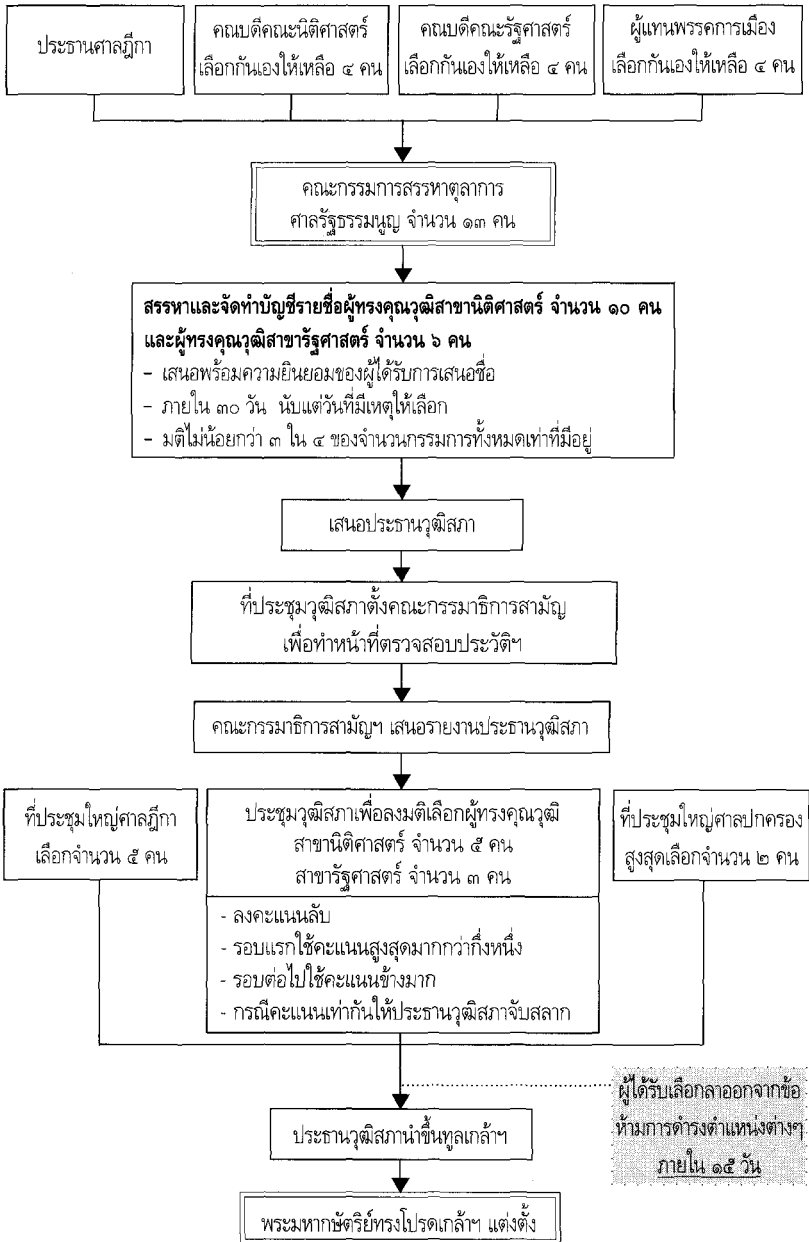 ประธานศาลฎีกา
คณบดีคณะนิติศาสตร์
เลือกกันเองให้เหลือ ๔ คน
คณบดีคณะรัฐศาสตร์
เลือกกันเองให้เหลือ ๔ คน
ผู้แทนพรรคการเมือง
เลือกกันเองให้เหลือ ๔ คน
คณะกรรมการสรรหาตุลาการ
ศาลรัฐธรรมนูญ จำนวน ๑๓ คน
สรรหาและจัดทำบัญชีรายชื่อผู้ทรงคุณวุฒิสาขานิติศาสตร์ จำนวน ๑๐ คน
และผู้ทรงคุณวุฒิสาขารัฐศาสตร์ จำนวน ๖ คน
– เสนอพร้อมความยินยอมของผู้ได้รับการเสนอชื่อ
– ภายใน ๓๐ วัน นับแต่วันที่มีเหตุให้เลือก
– มติไม่น้อยกว่า ๓ ใน ๔ ของจำนวนกรรมการทั้งหมดเท่าที่มีอยู่
เสนอประธานวุฒิสภา
ที่ประชุมวุฒิสภาตั้งคณะกรรมาธิการสามัญ
เพื่อทำหน้าที่ตรวจสอบประวัติฯ
คณะกรรมาธิการสามัญฯ เสนอรายงานประธานวุฒิสภา
ที่ประชุมใหญ่ศาลฎีกา
เลือกจำนวน ๕ คน
ประชุมวุฒิสภาเพื่อลงมติเลือกผู้ทรงคุณวุฒิ
สาขานิติศาสตร์ จำนวน ๕ คน
สาขารัฐศาสตร์ จำนวน ๓ คน
- ลงคะแนนลับ
- รอบแรกใช้คะแนนสูงสุดมากกว่ากึ่งหนึ่ง
- รอบต่อไปใช้คะแนนข้างมาก
- กรณีคะแนนเท่ากันให้ประธานวุฒิสภาจับสลาก
ที่ประชุมใหญ่ศาลปกครอง
สูงสุดเลือกจำนวน ๒ คน
ผู้ได้รับเลือกลาออกจากข้อ
ห้ามการดำรงตำแหน่งต่างๆ
ภายใน ๑๕ วัน
ประธานวุฒิสภานำขึ้นทูลเกล้าฯ
พระมหากษัตริย์ทรงโปรดเกล้าฯ แต่งตั้ง